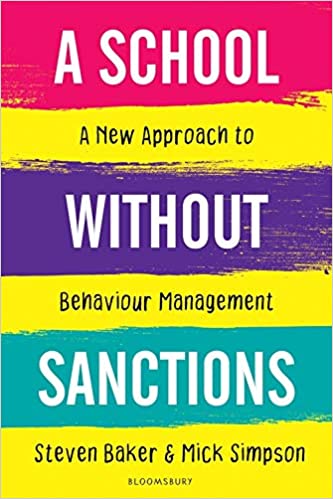 A SCHOOL
A New Approach to
WITHOUT
Behaviour Management
SANCTIONS
Steven Baker & Mick Simpson
BLOOMSBURY